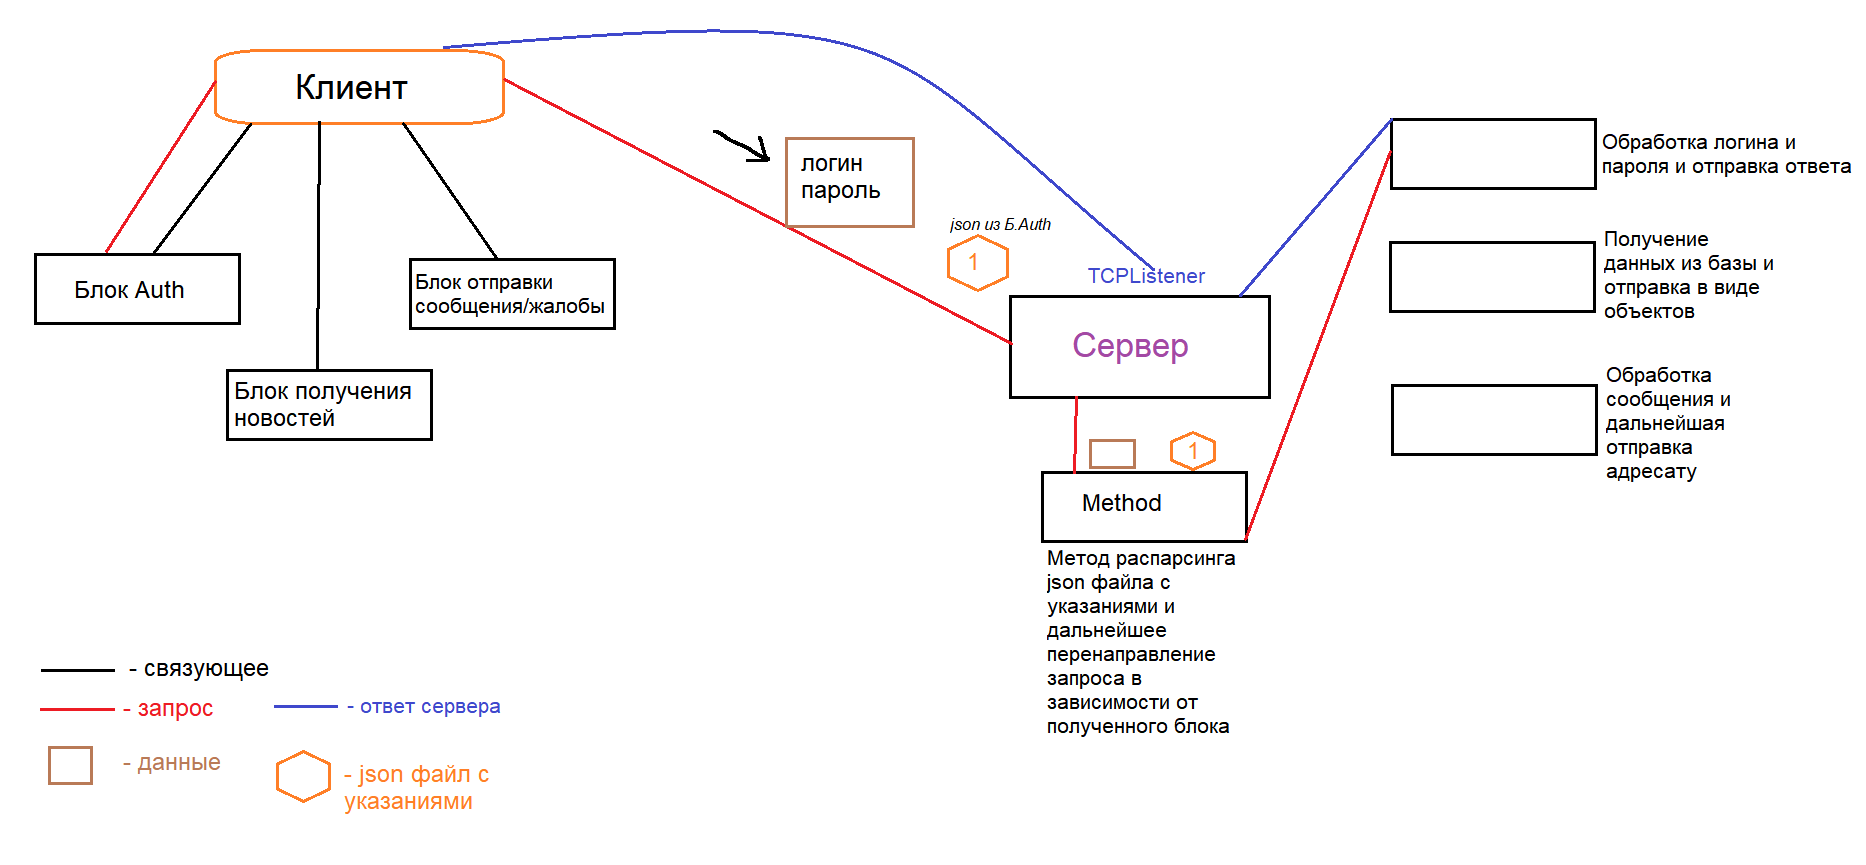 Клиент
логин
пароль
json из Б.Auth
1
TCPListener
Сервер
Обработка логина и
пароля и отправка ответа
Получение
данных из базы и
отправка в виде
объектов
Обработка
сообщения и
дальнейшая
отправка
адресату
Блок Auth
Блок отправки
сообщения/жалобы
Блок получения
новостей
1
Method
Метод распарсинга
json файла с
указаниями и
дальнейшее
перенаправление
запроса в
зависимости от
полученного блока
- связующее
- запрос
- ответ сервера
- данные
- json файл с
указаниями